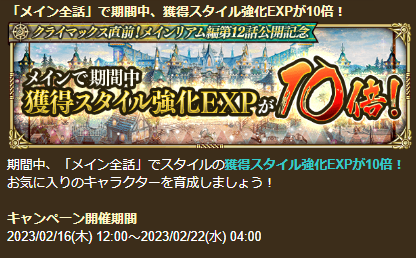 「メイン全話」で期間中、獲得スタイル強化EXPが10倍！
クライマックス直前！メインリアム編第12話公開記念
メインで期間中
獲得スタイル強化EXPが10倍！
期間中、「メイン全話」でスタイルの獲得スタイル強化EXPが10倍！
お気に入りのキャラクターを育成しましょう！
キャンペーン開催期間
2023/02/16(木) 12:00～2023/02/22(水) 04:00